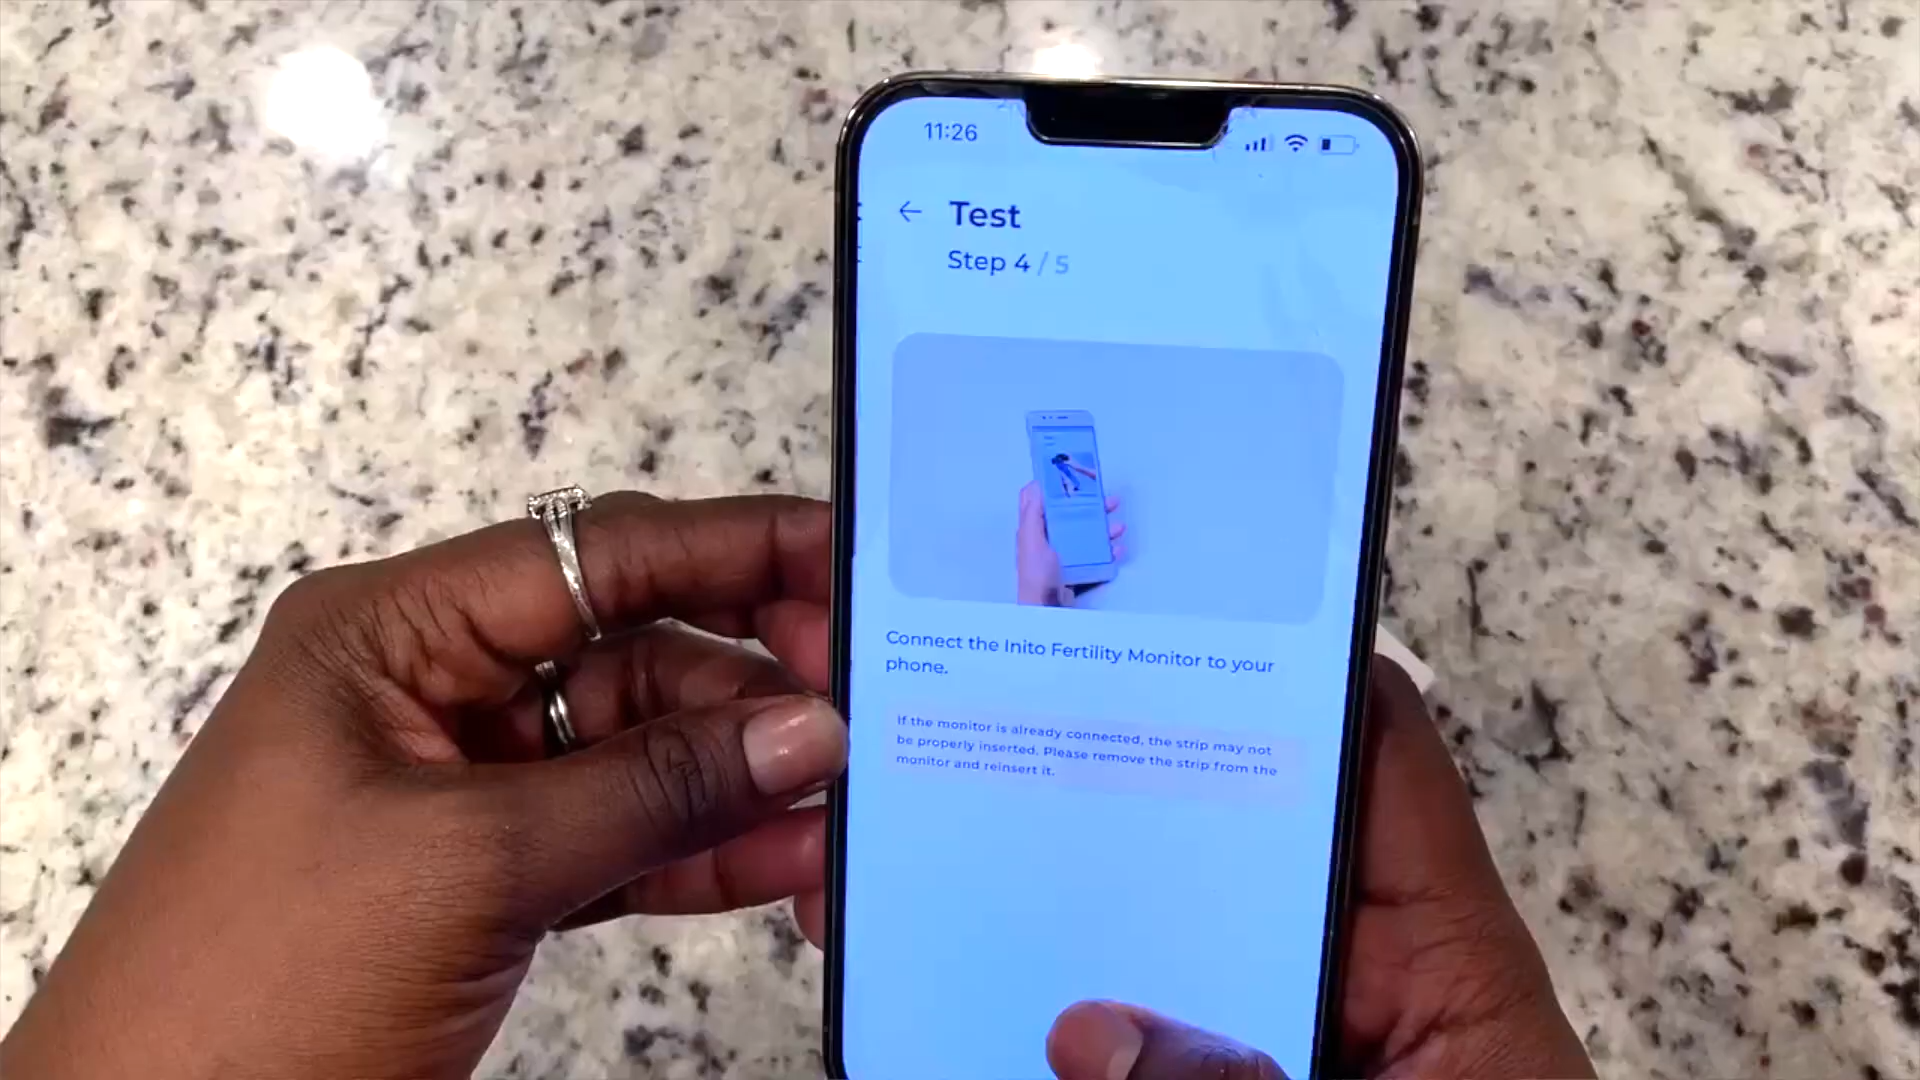 11:26
Test
Step 4 / 5
Connect the Inito Fertility Monitor to your
phone.
If the monitor is already connected, the strip may not
be properly inserted. Please remove the strip from the
monitor and reinsert it.